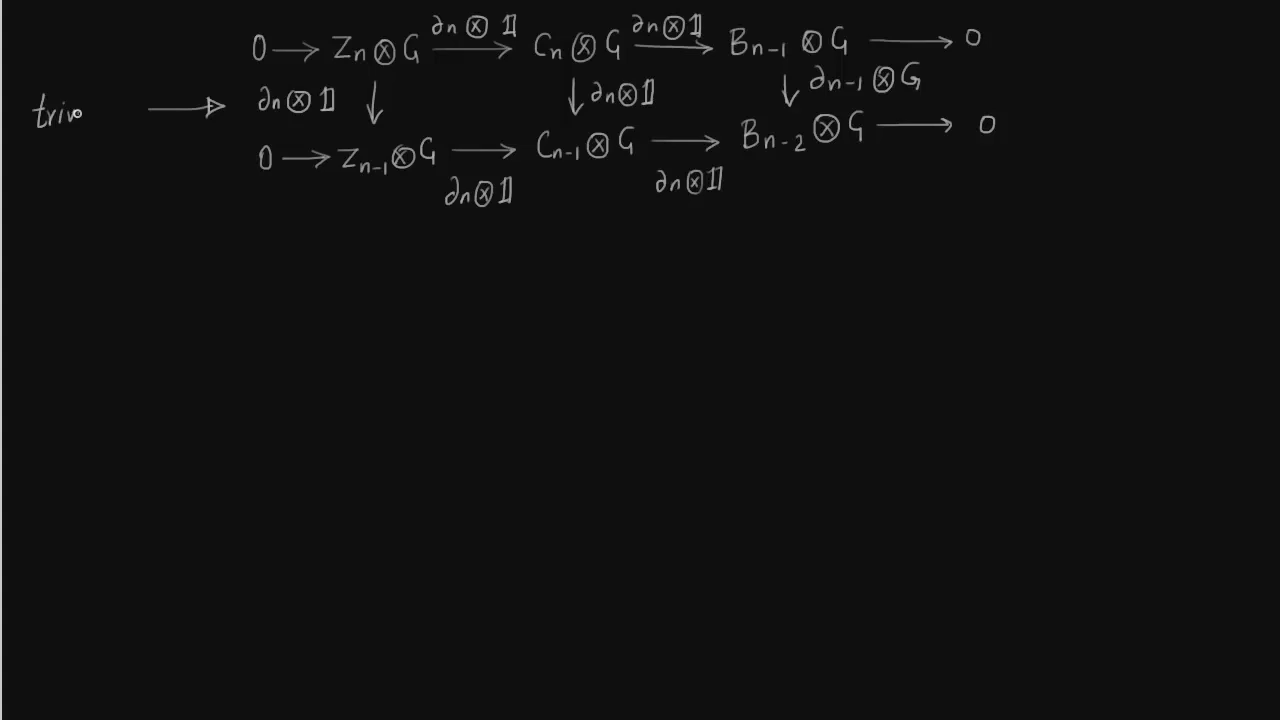 ∂n ⊗ 𝟙 ∂n ⊗ 𝟙
0 → Zn ⊗ G → Cn ⊗ G → Bn-1 ⊗ G → 0
triv → ∂n ⊗ 𝟙 ↓ ↓ ∂n ⊗ 𝟙 ↓ ∂n-1 ⊗ G
0 → Zn-1 ⊗ G → Cn-1 ⊗ G → Bn-2 ⊗ G → 0
∂n ⊗ 𝟙 ∂n ⊗ 𝟙